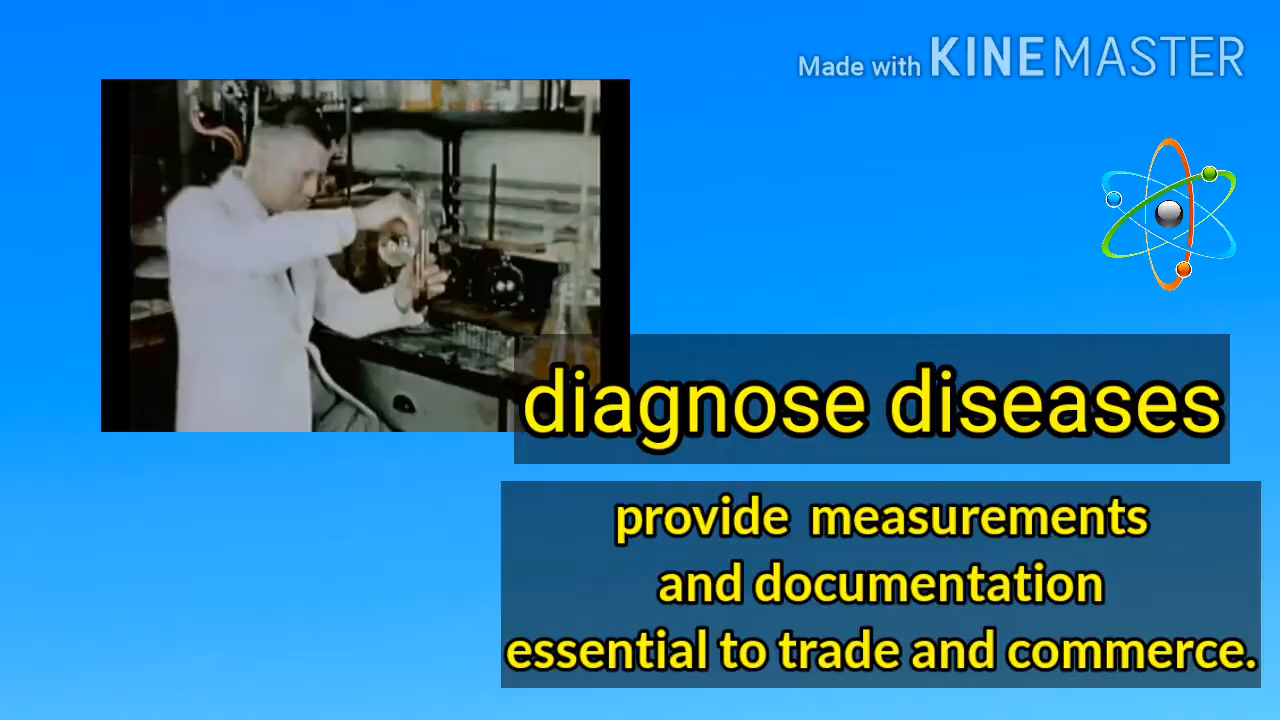 Made with KINEMASTER
diagnose diseases
provide measurements
and documentation
essential to trade and commerce.